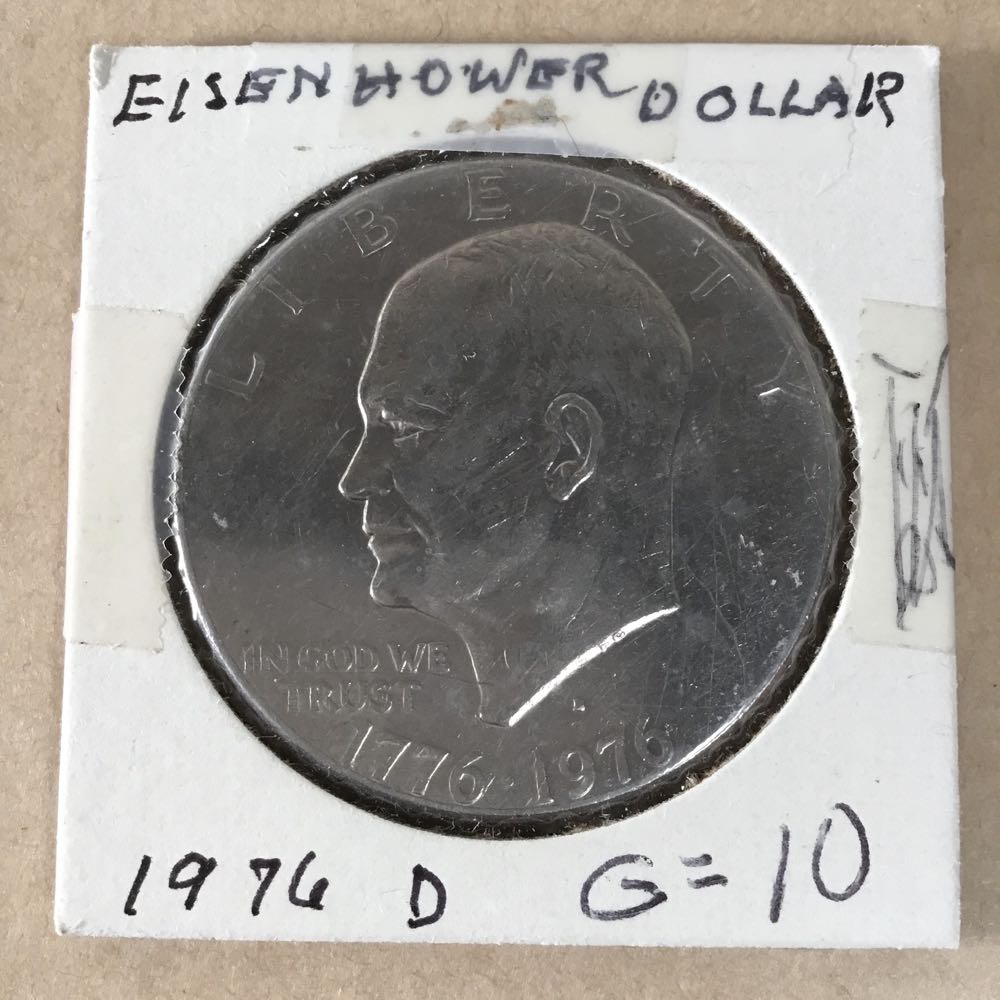 EISENHOWER DOLLAR
LIBERTY
IN GOD WE
TRUST
D
1776 · 1976
1976 D G=10